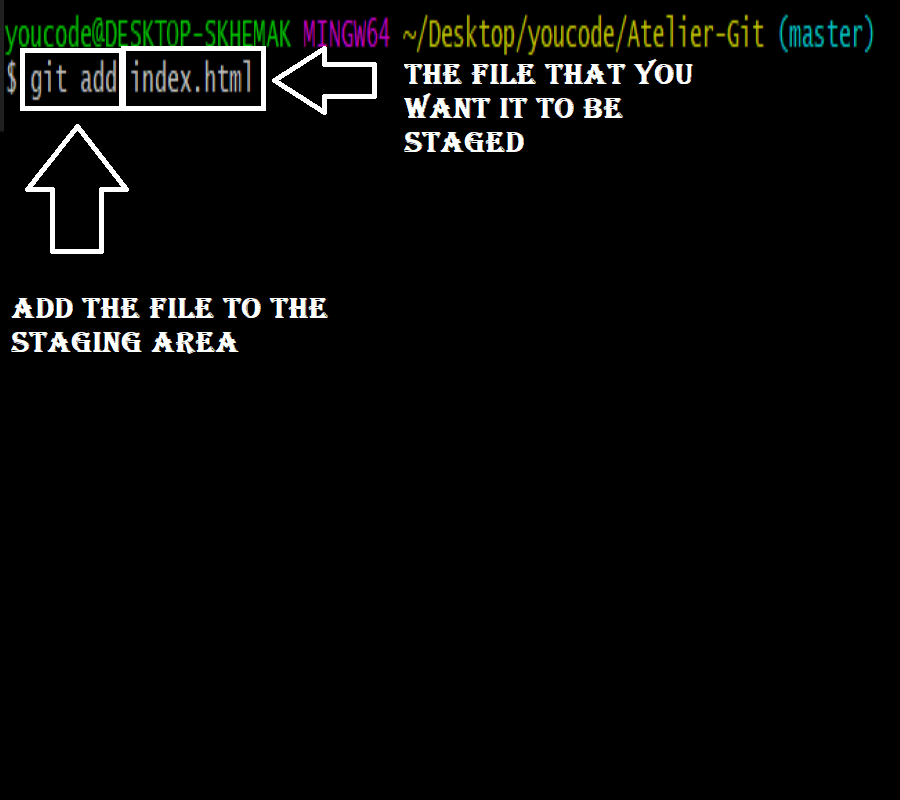 youcode@DESKTOP-SKHEMAK MINGW64 ~/Desktop/youcode/Atelier-Git (master)
$ git add index.html
THE FILE THAT YOU
WANT IT TO BE
STAGED
ADD THE FILE TO THE
STAGING AREA